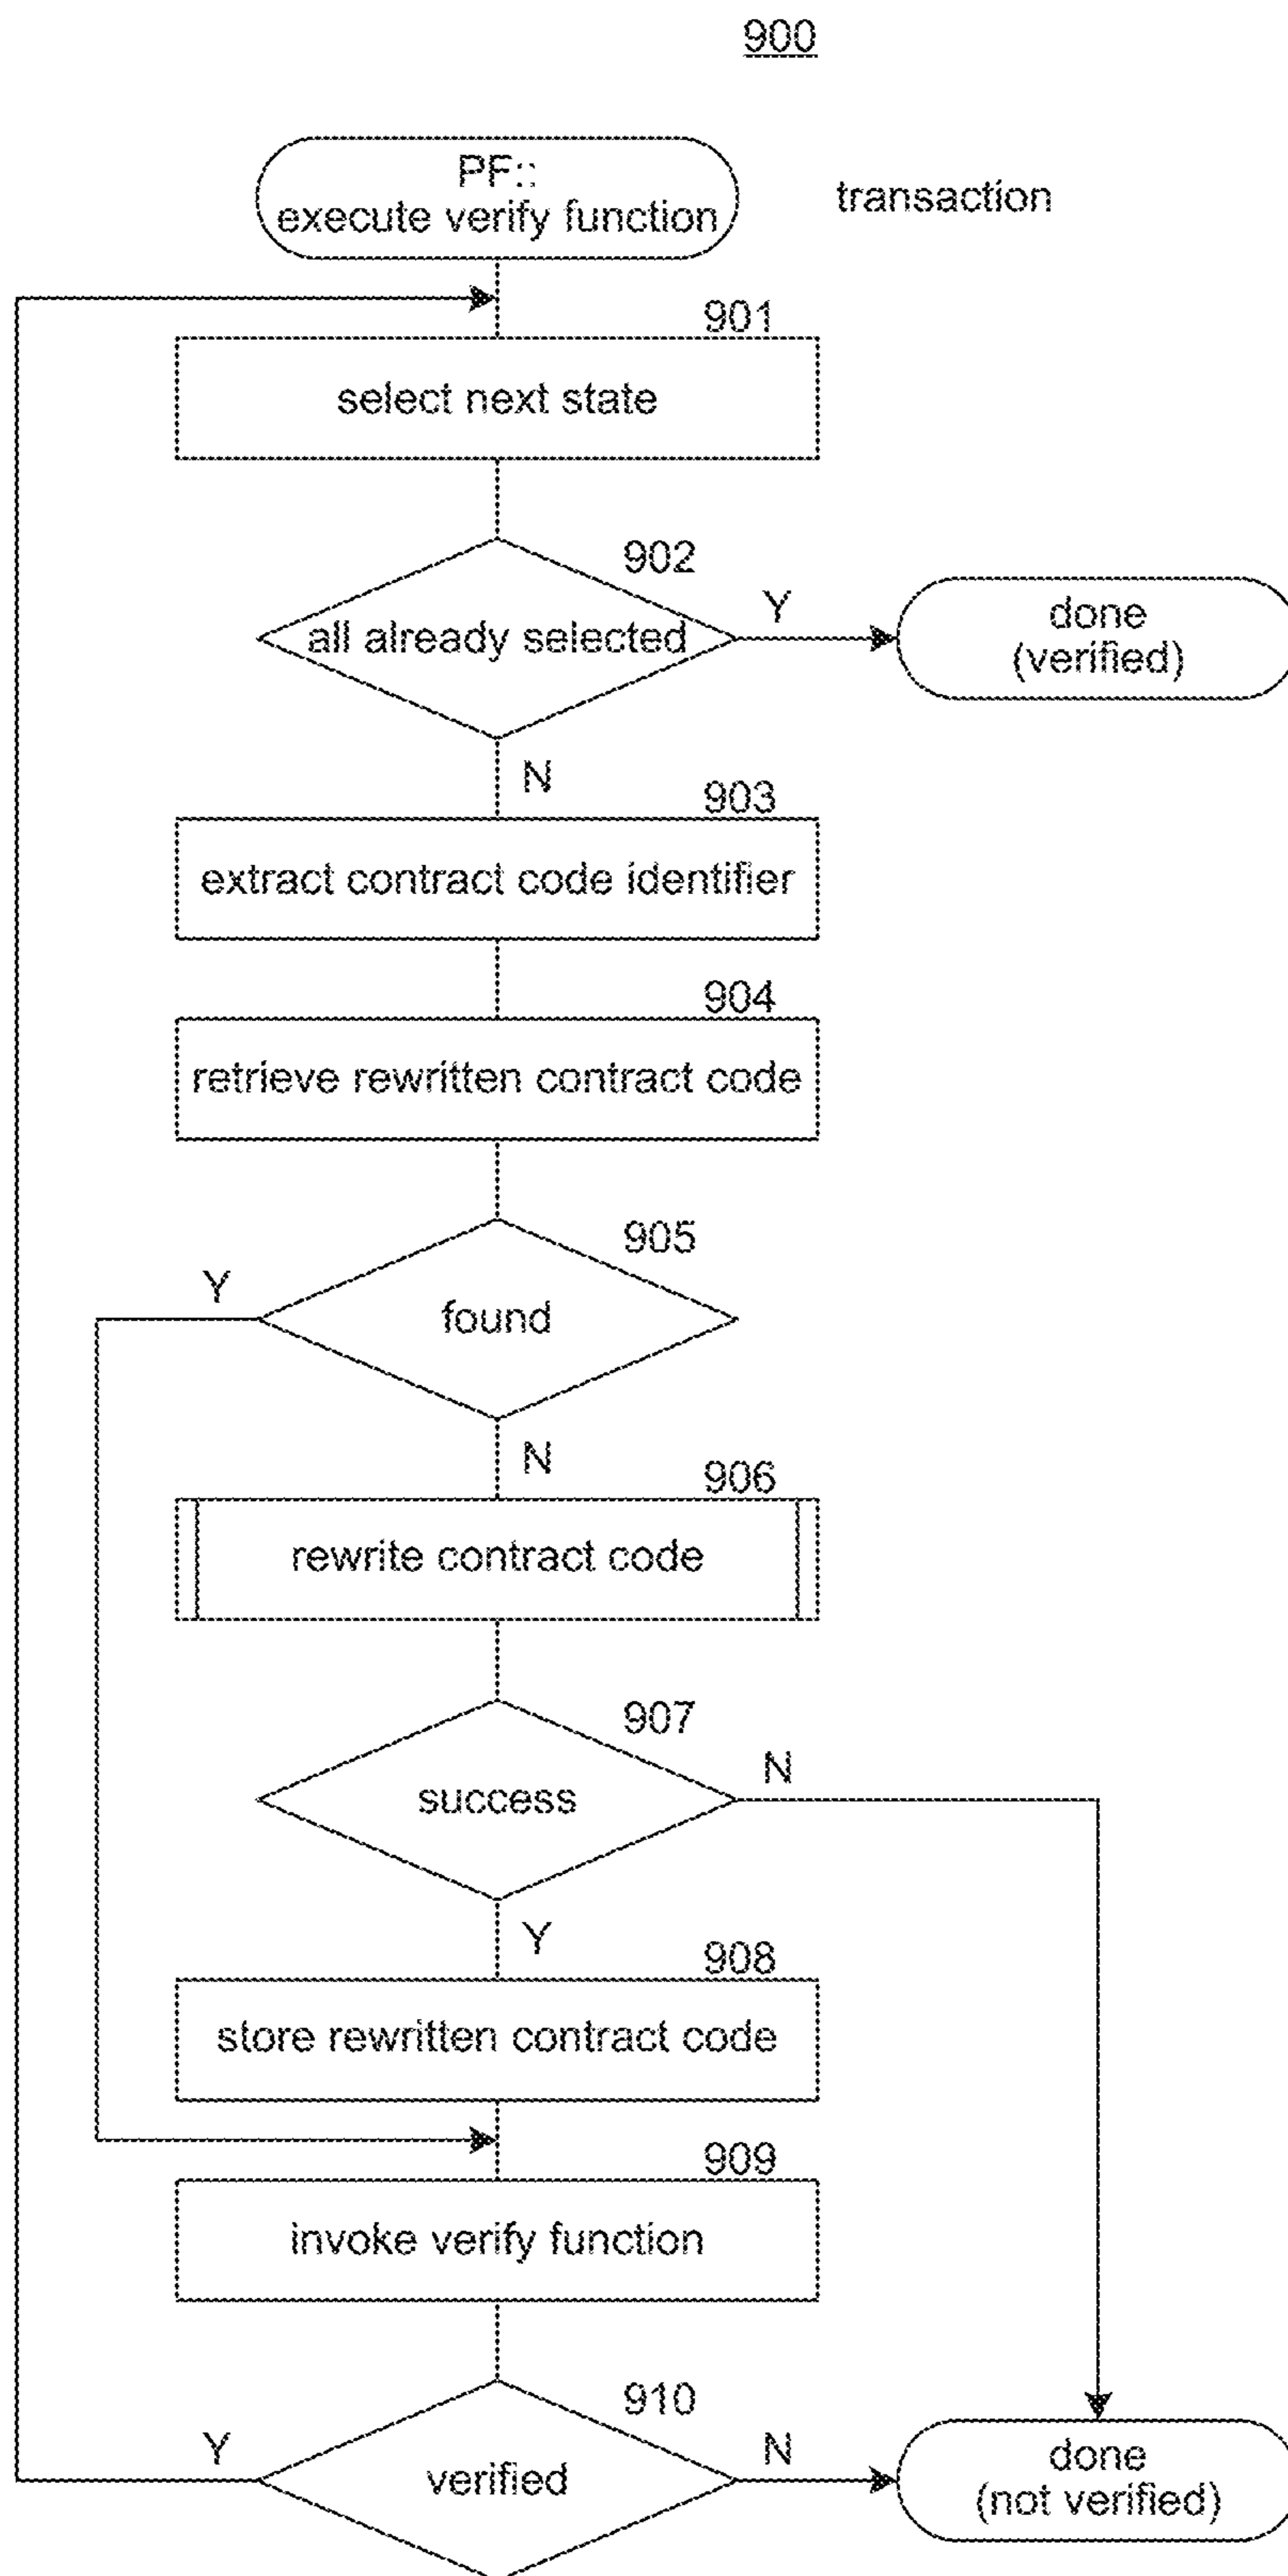 900
PF::
execute verify function
transaction
901
select next state
902
all already selected
Y
done
(verified)
N
903
extract contract code identifier
904
retrieve rewritten contract code
905
Y
found
N
906
rewrite contract code
907
N
success
Y
908
store rewritten contract code
909
invoke verify function
910
Y
verified
N
done
(not verified)